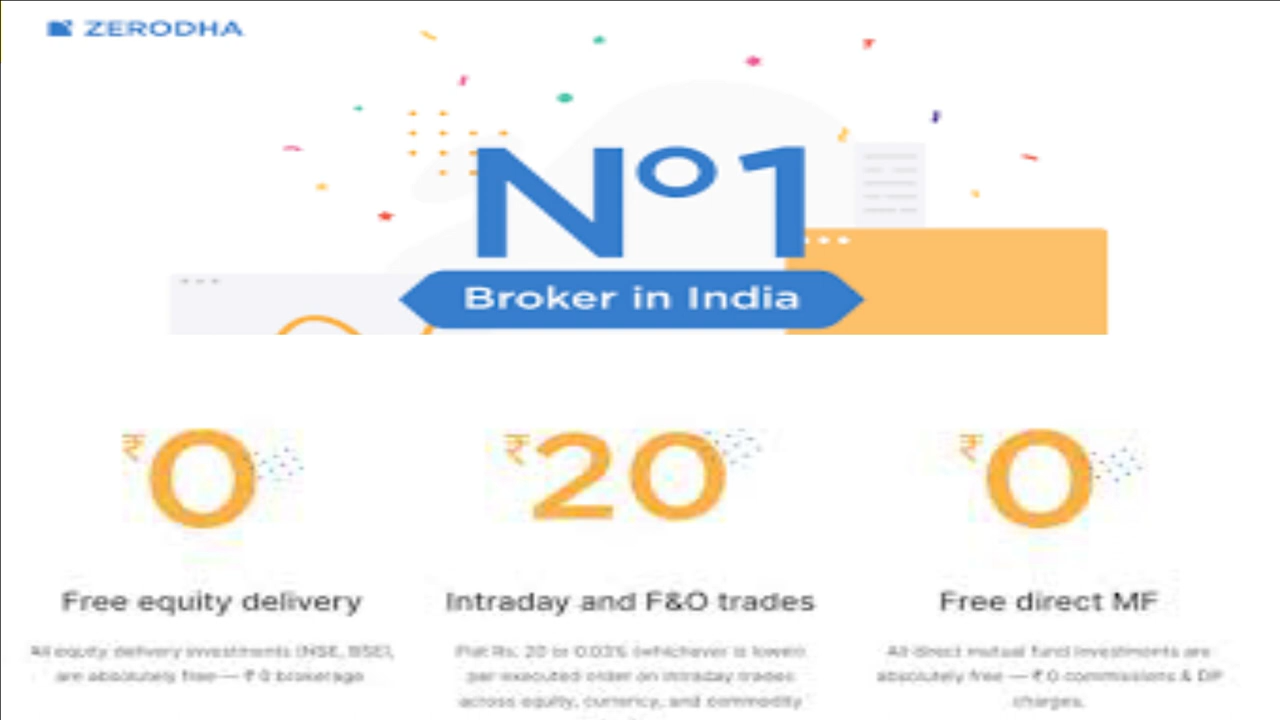 ZERODHA
Nº1
Broker in India
₹0
₹20
₹0
Free equity delivery
Intraday and F&O trades
Free direct MF
All equity delivery investments (NSE, BSE),
are absolutely free — ₹ 0 brokerage.
Flat Rs. 20 or 0.03% (whichever is lower)
per executed order on intraday trades
across equity, currency, and commodity
All direct mutual fund investments are
absolutely free — ₹ 0 commissions & DP
charges.